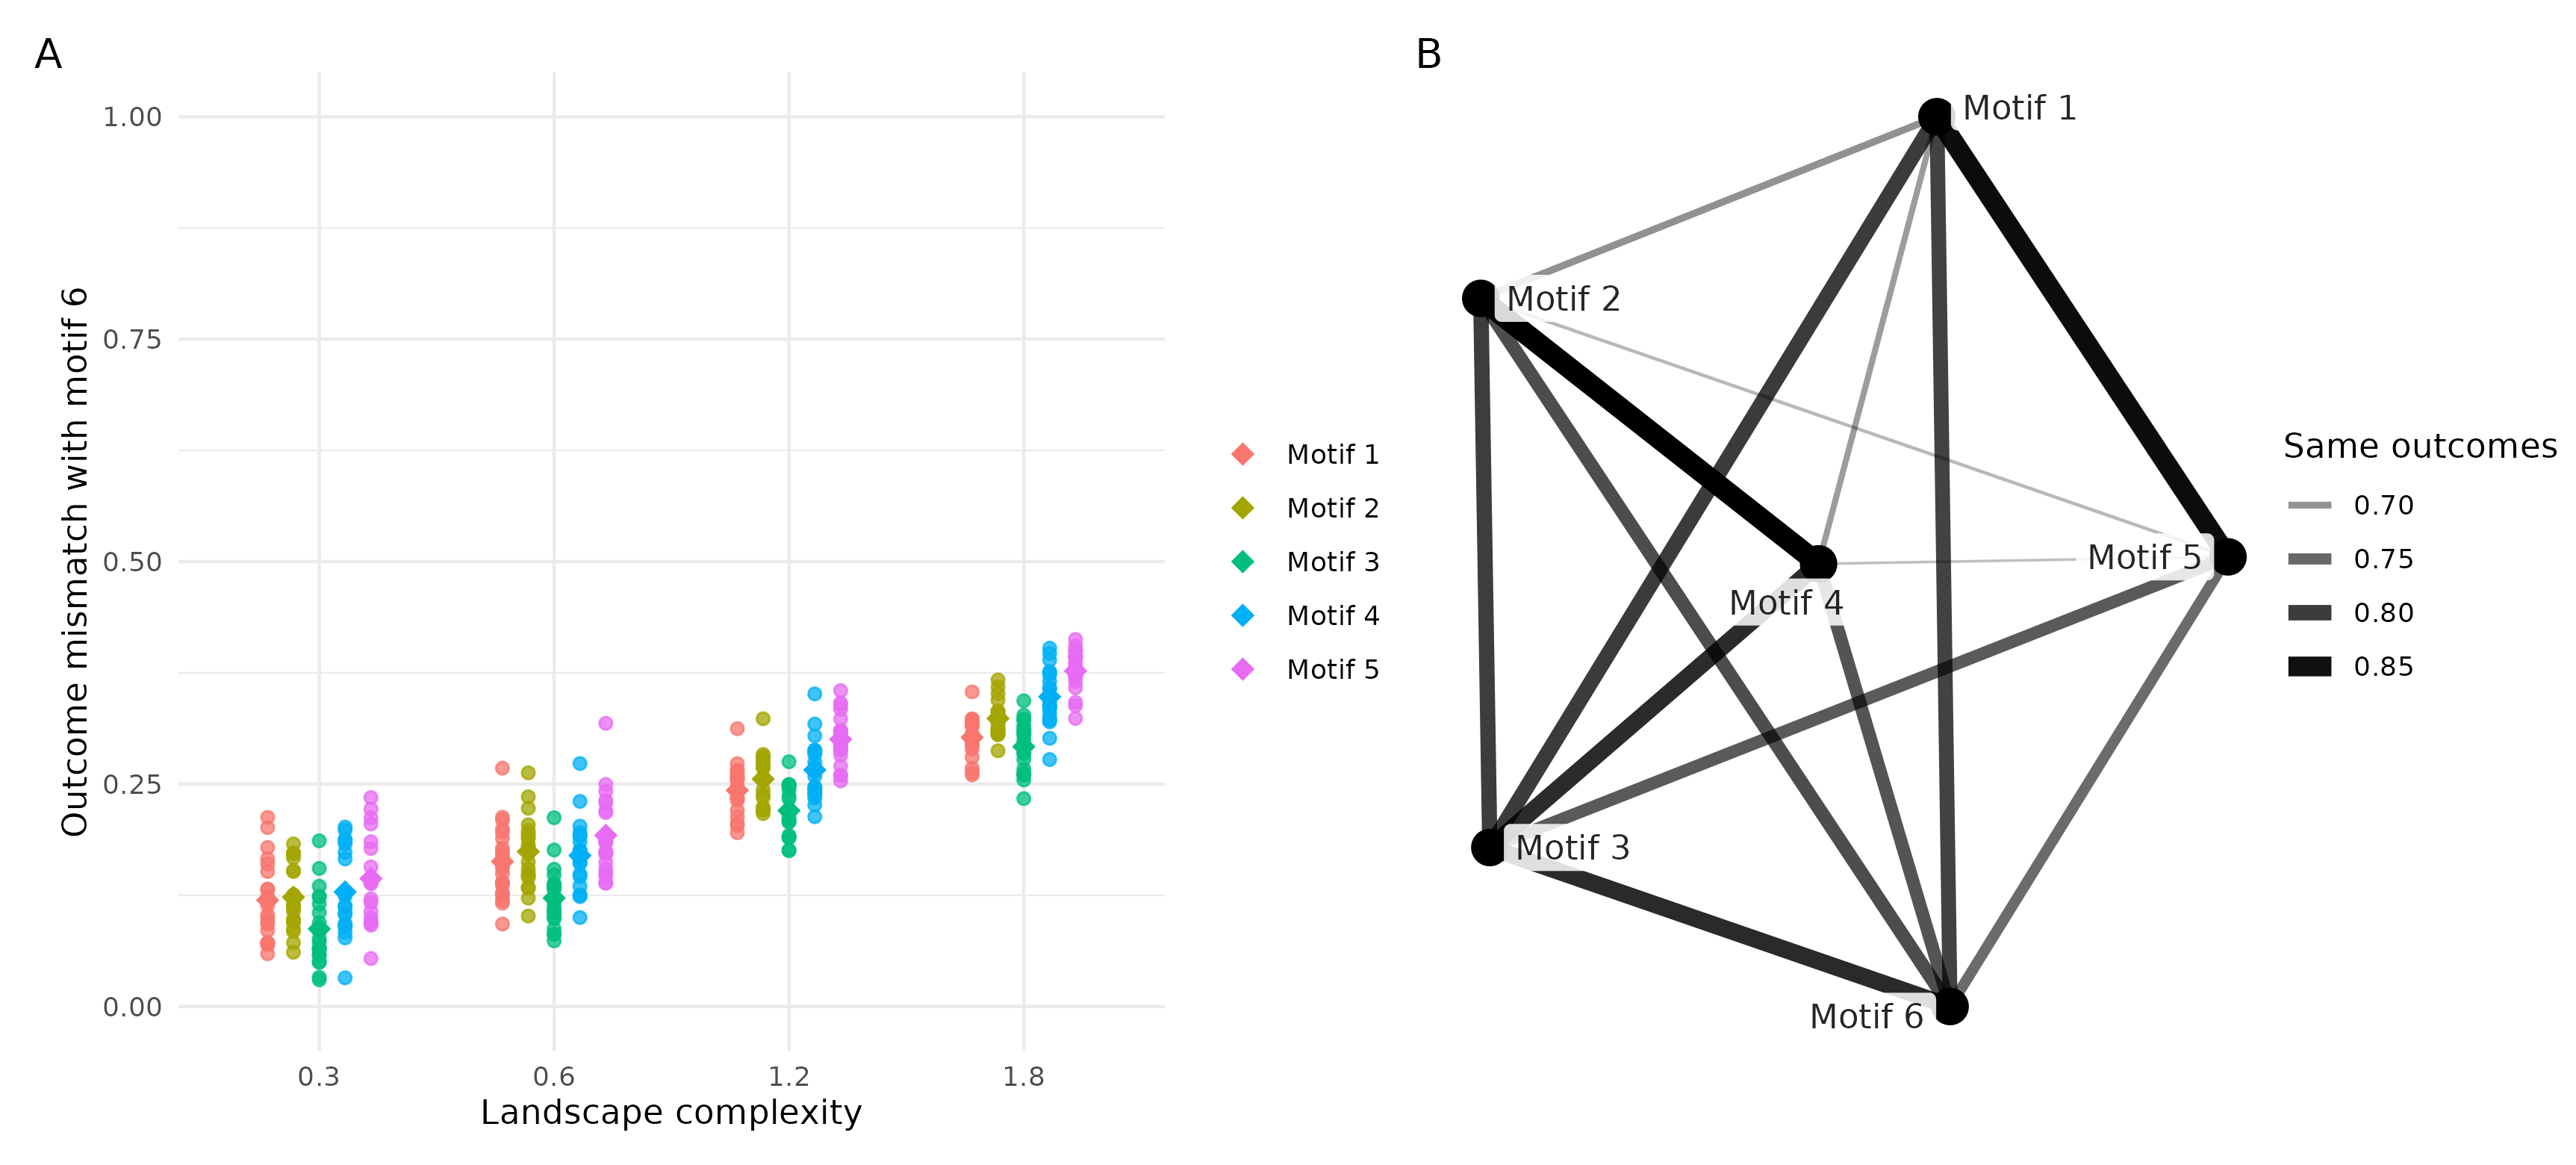 A
Outcome mismatch with motif 6
1.00
0.75
0.50
0.25
0.00
0.3 0.6 1.2 1.8
Landscape complexity
Motif 1
Motif 2
Motif 3
Motif 4
Motif 5
B
Motif 1
Motif 2
Motif 5
Motif 4
Motif 3
Motif 6
Same outcomes
0.70
0.75
0.80
0.85